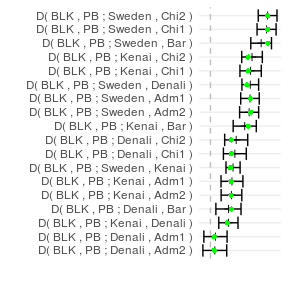 D( BLK , PB ; Sweden , Chi2 )
D( BLK , PB ; Sweden , Chi1 )
D( BLK , PB ; Sweden , Bar )
D( BLK , PB ; Kenai , Chi2 )
D( BLK , PB ; Kenai , Chi1 )
D( BLK , PB ; Sweden , Denali )
D( BLK , PB ; Sweden , Adm1 )
D( BLK , PB ; Sweden , Adm2 )
D( BLK , PB ; Kenai , Bar )
D( BLK , PB ; Denali , Chi2 )
D( BLK , PB ; Denali , Chi1 )
D( BLK , PB ; Sweden , Kenai )
D( BLK , PB ; Kenai , Adm1 )
D( BLK , PB ; Kenai , Adm2 )
D( BLK , PB ; Denali , Bar )
D( BLK , PB ; Kenai , Denali )
D( BLK , PB ; Denali , Adm1 )
D( BLK , PB ; Denali , Adm2 )